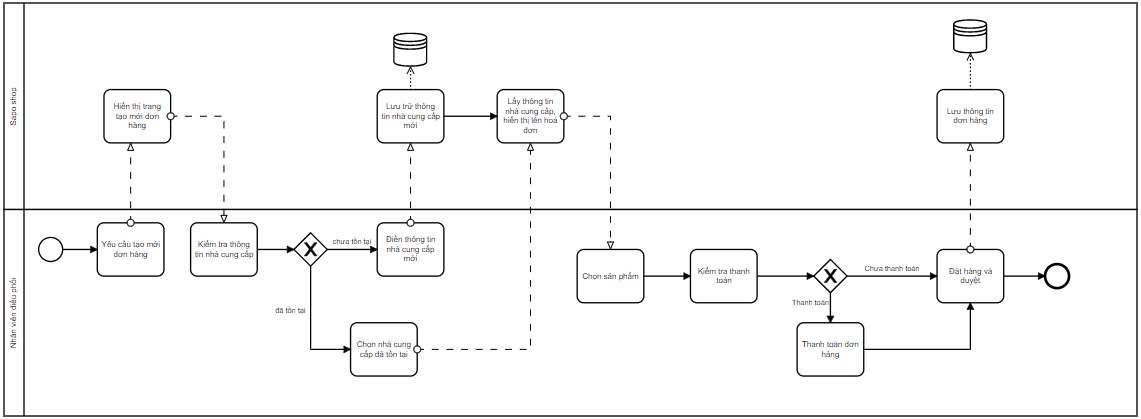 Sapo shop
Hiển thị trang
tạo mới đơn
hàng
Lưu trữ thông
tin nhà cung cấp
mới
Lấy thông tin
nhà cung cấp,
hiển thị lên hoá
đơn
Lưu thông tin
đơn hàng
Nhân viên điều phối
Yêu cầu tạo mới
đơn hàng
Kiểm tra thông
tin nhà cung cấp
chưa tồn tại
Điền thông tin
nhà cung cấp
mới
đã tồn tại
Chọn nhà cung
cấp đã tồn tại
Chọn sản phẩm
Kiểm tra thanh
toán
Chưa thanh toán
Thanh toán
Thanh toán đơn
hàng
Đặt hàng và
duyệt